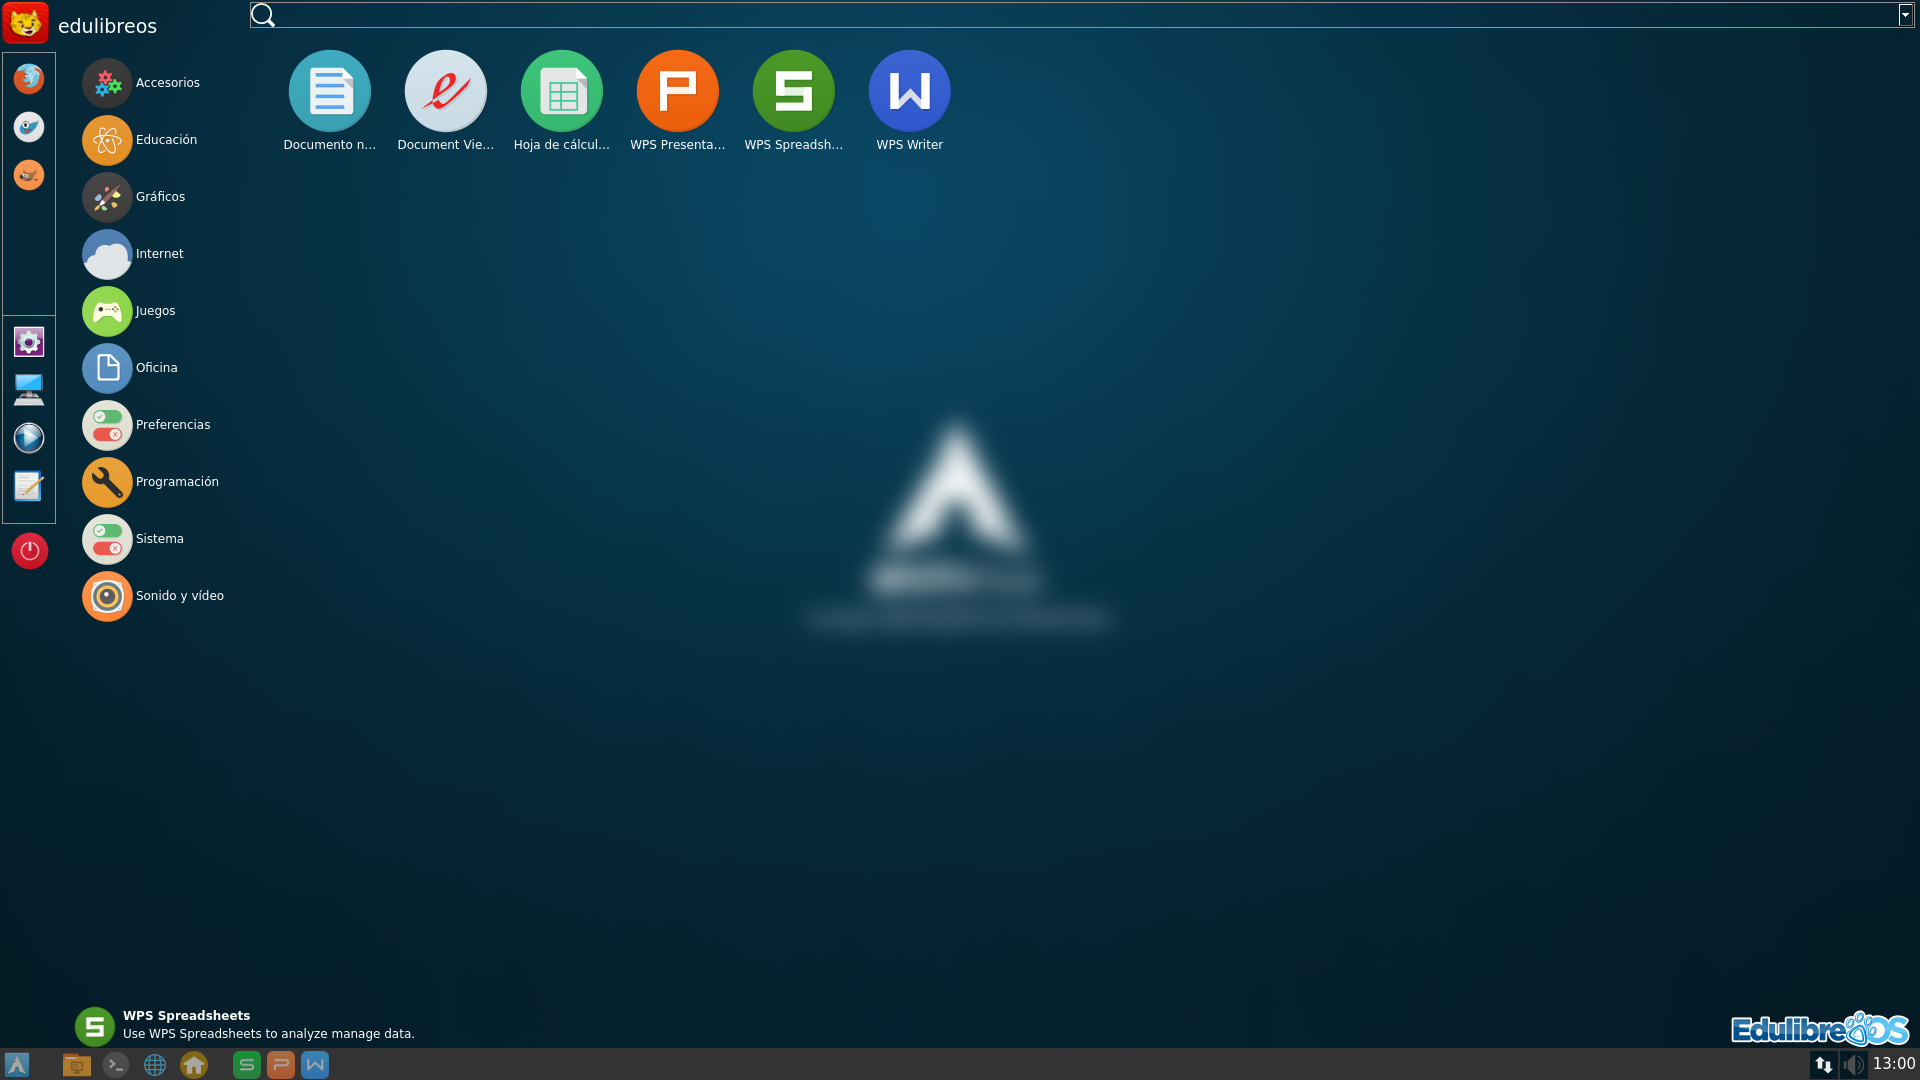 edulibreos
Accesorios
Educación
Gráficos
Internet
Juegos
Oficina
Preferencias
Programación
Sistema
Sonido y vídeo
Documento n...
Document Vie...
Hoja de cálcul...
WPS Presenta...
WPS Spreadsh...
WPS Writer
WPS Spreadsheets
Use WPS Spreadsheets to analyze manage data.
EdulibreOS
13:00